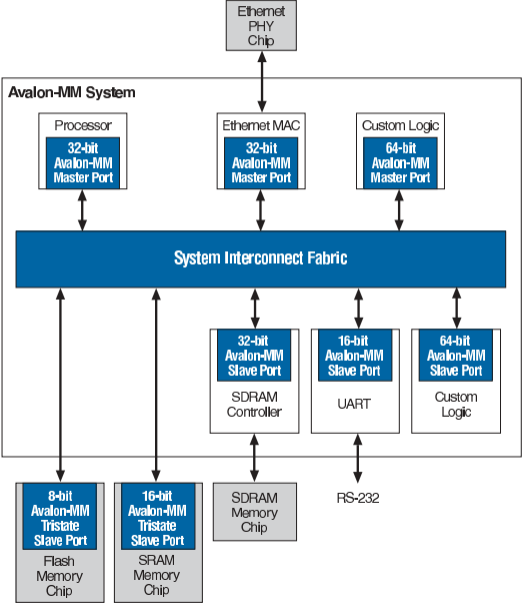 Ethernet
PHY
Chip
Avalon-MM System
Processor
32-bit
Avalon-MM
Master Port
Ethernet MAC
32-bit
Avalon-MM
Master Port
Custom Logic
64-bit
Avalon-MM
Master Port
System Interconnect Fabric
32-bit
Avalon-MM
Slave Port
SDRAM
Controller
16-bit
Avalon-MM
Slave Port
UART
64-bit
Avalon-MM
Slave Port
Custom
Logic
8-bit
Avalon-MM
Tristate
Slave Port
Flash
Memory
Chip
16-bit
Avalon-MM
Tristate
Slave Port
SRAM
Memory
Chip
SDRAM
Memory
Chip
RS-232